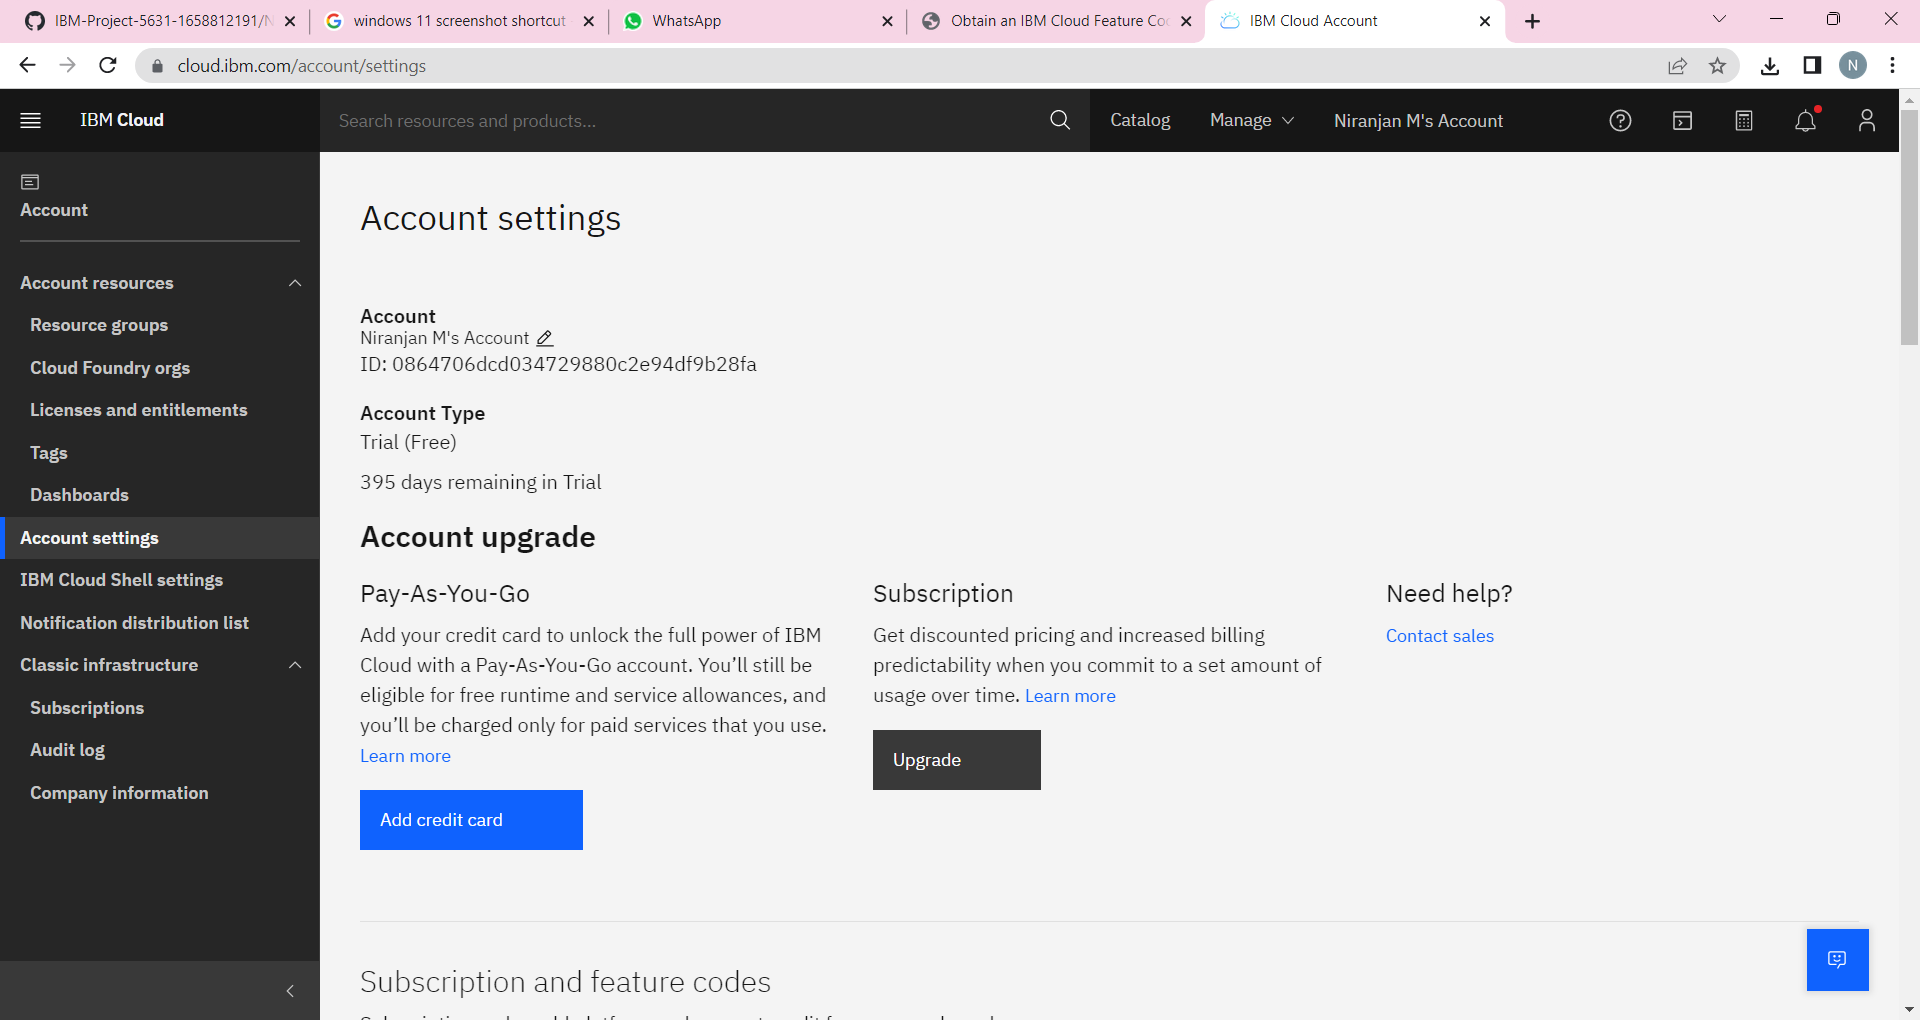 IBM-Project-5631-1658812191/
windows 11 screenshot shortcut
WhatsApp
Obtain an IBM Cloud Feature
IBM Cloud Account
cloud.ibm.com/account/settings
N
IBM Cloud
Search resources and products...
Catalog
Manage
Niranjan M's Account
Account
Account resources
Resource groups
Cloud Foundry orgs
Licenses and entitlements
Tags
Dashboards
Account settings
IBM Cloud Shell settings
Notification distribution list
Classic infrastructure
Subscriptions
Audit log
Company information
Account settings
Account
Niranjan M's Account
ID: 0864706dcd034729880c2e94df9b28fa
Account Type
Trial (Free)
395 days remaining in Trial
Account upgrade
Pay-As-You-Go
Add your credit card to unlock the full power of IBM
Cloud with a Pay-As-You-Go account. You’ll still be
eligible for free runtime and service allowances, and
you’ll be charged only for paid services that you use.
Learn more
Add credit card
Subscription
Get discounted pricing and increased billing
predictability when you commit to a set amount of
usage over time. Learn more
Upgrade
Need help?
Contact sales
Subscription and feature codes